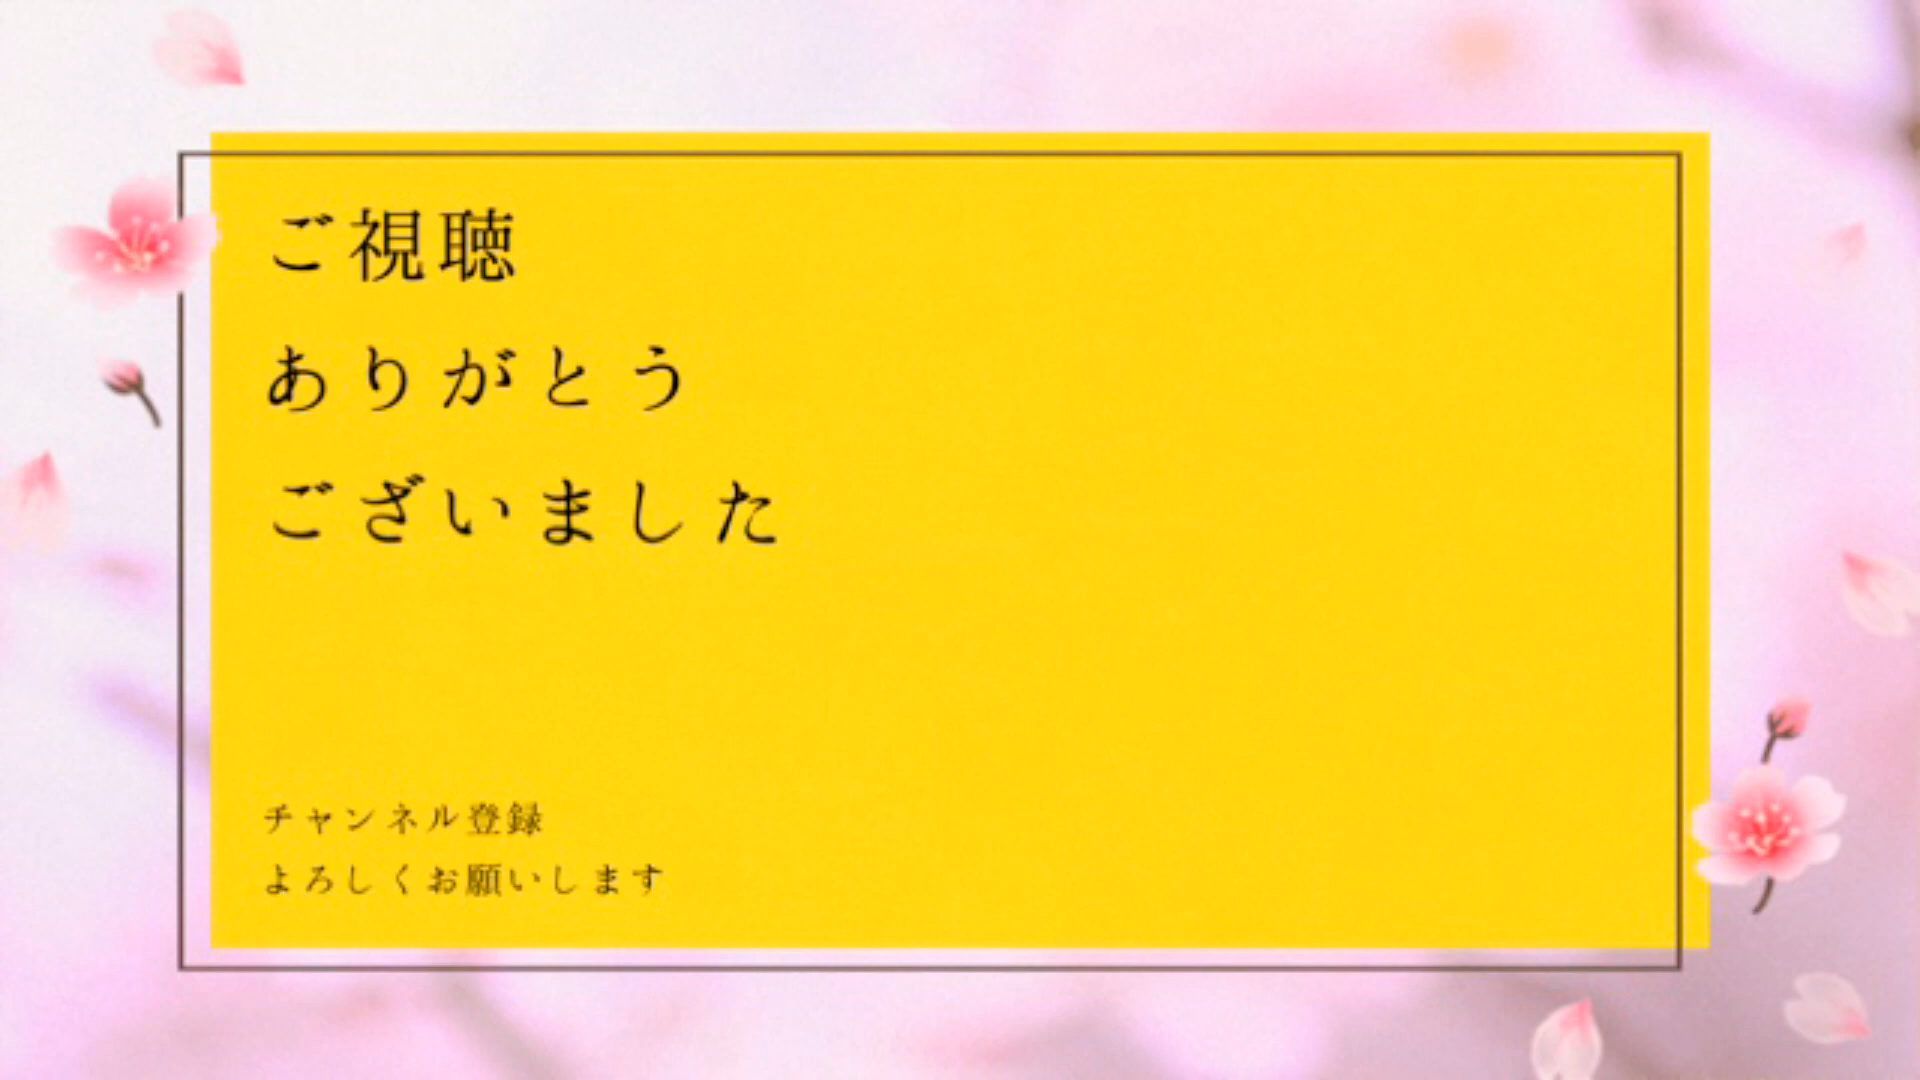 ご視聴
ありがとう
ございました
チャンネル登録
よろしくお願いします